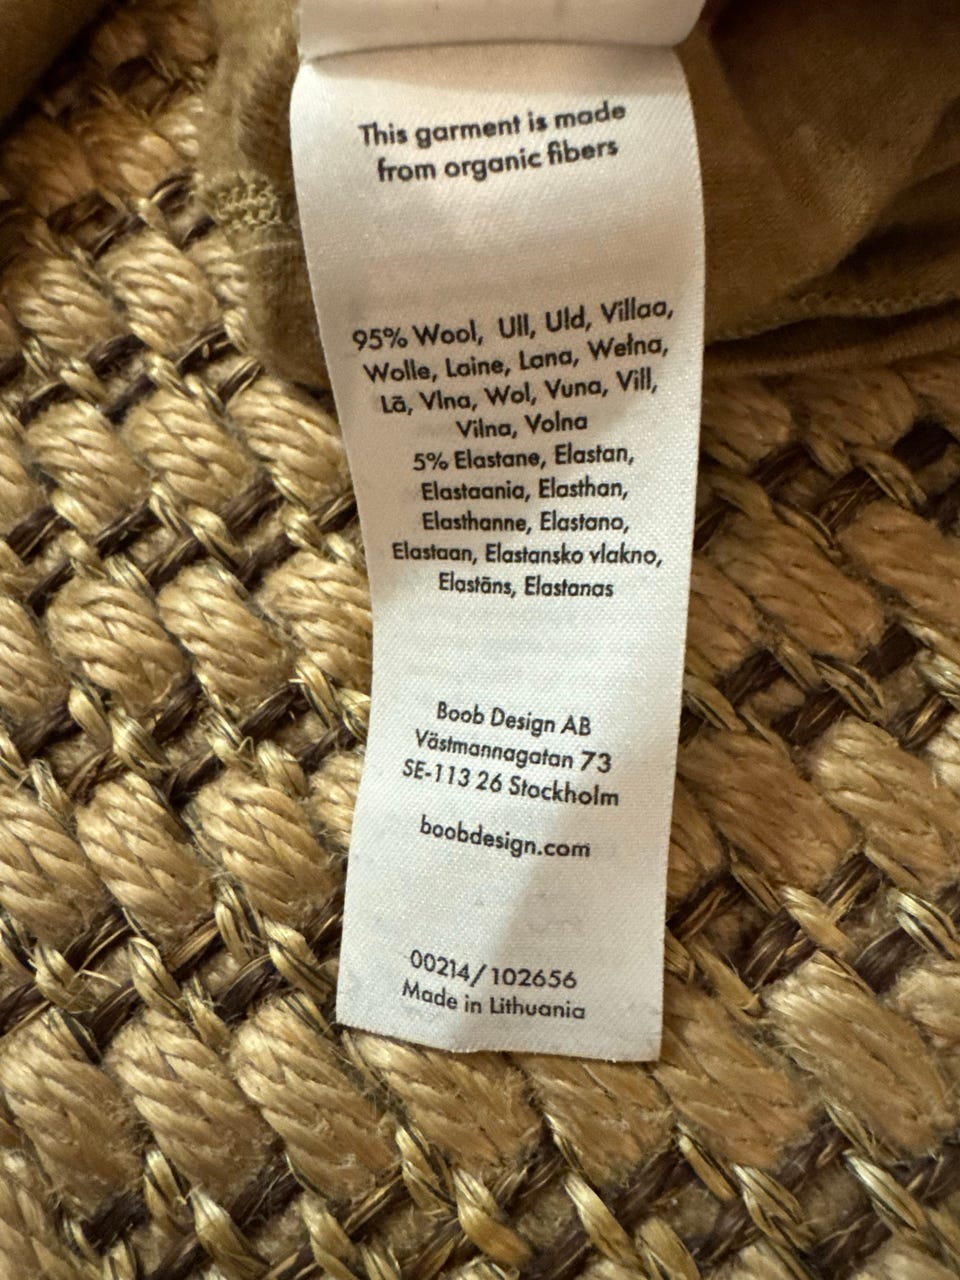 This garment is made
from organic fibers
95% Wool, Ull, Uld, Villaa,
Wolle, Laine, Lana, Wełna,
Lã, Vlna, Wol, Vuna, Vill,
Vilna, Volna
5% Elastane, Elastan,
Elastaania, Elasthan,
Elasthanne, Elastano,
Elastaan, Elastansko vlakno,
Elastāns, Elastanas
Boob Design AB
Västmannagatan 73
SE-113 26 Stockholm
boobdesign.com
00214/102656
Made in Lithuania